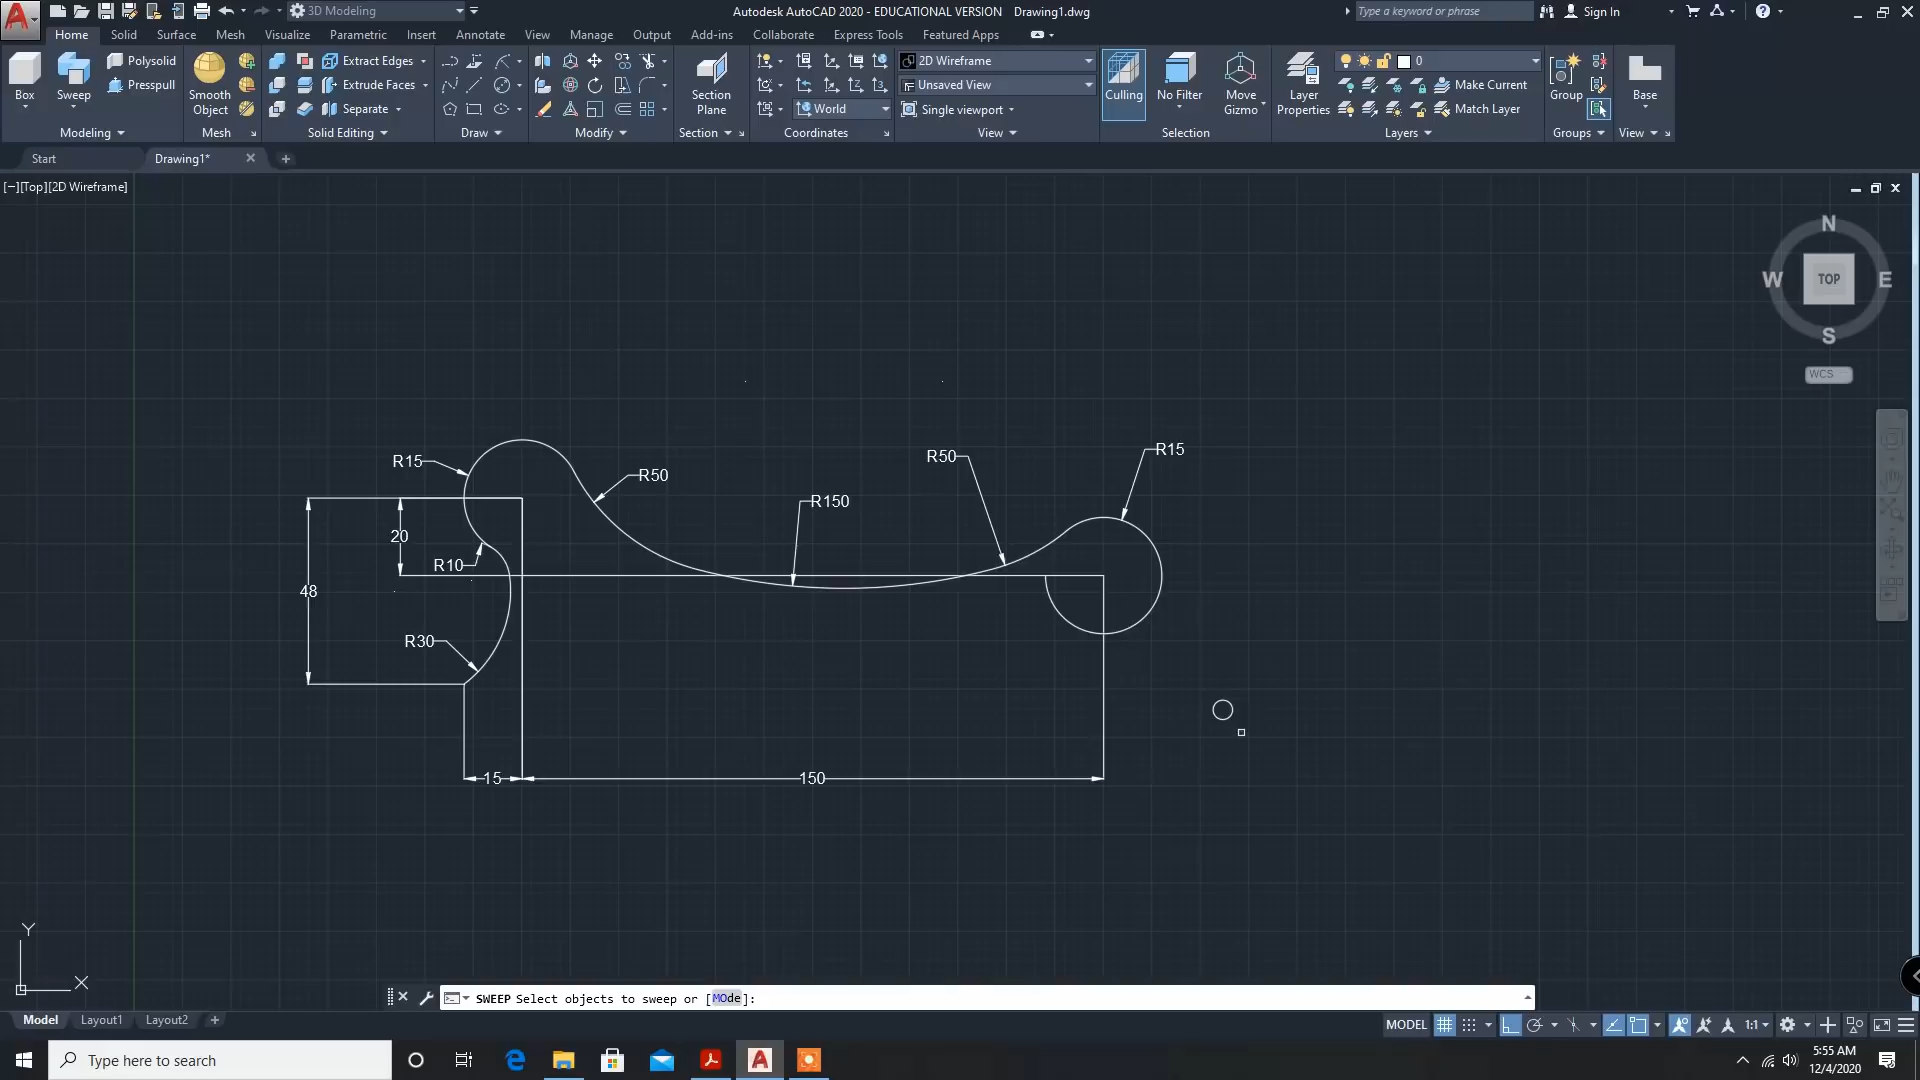 3D Modeling
Autodesk AutoCAD 2020 - EDUCATIONAL VERSION Drawing1.dwg
Type a keyword or phrase
Sign In
Home Solid Surface Mesh Visualize Parametric Insert Annotate View Manage Output Add-ins Collaborate Express Tools Featured Apps
Box
Sweep
Polysolid
Presspull
Modeling
Smooth
Object
Mesh
Extract Edges
Extrude Faces
Separate
Solid Editing
Draw
Modify
Section
Plane
Section
World
Coordinates
2D Wireframe
Unsaved View
Single viewport
View
Culling
No Filter
Move
Gizmo
Selection
Layer
Properties
0
Make Current
Match Layer
Layers
Group
Groups
Base
View
Start
Drawing1*
[−][Top][2D Wireframe]
N
W
TOP
E
S
WCS
R15
R50
R150
R50
R15
20
R10
48
R30
15
150
Y
X
SWEEP Select objects to sweep or [MOde]:
Model Layout1 Layout2
MODEL
1:1
Type here to search
5:55 AM
12/4/2020